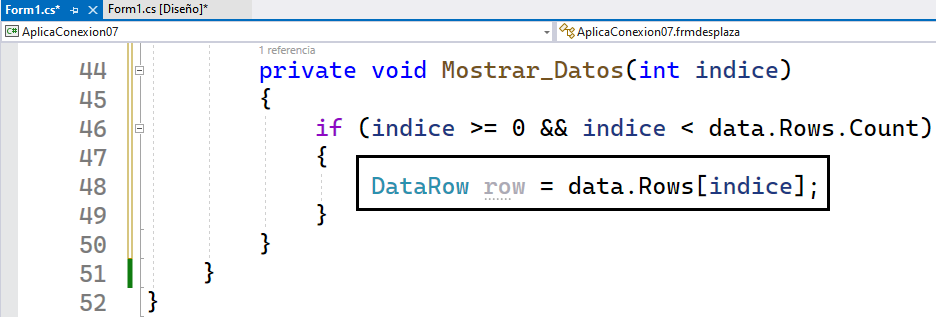 Form1.cs* Form1.cs [Diseño]*
AplicaConexion07 AplicaConexion07.frmdesplaza
1 referencia
44 private void Mostrar_Datos(int indice)
45 {
46 if (indice >= 0 && indice < data.Rows.Count)
47 {
48 DataRow row = data.Rows[indice];
49 }
50 }
51 }
52 }